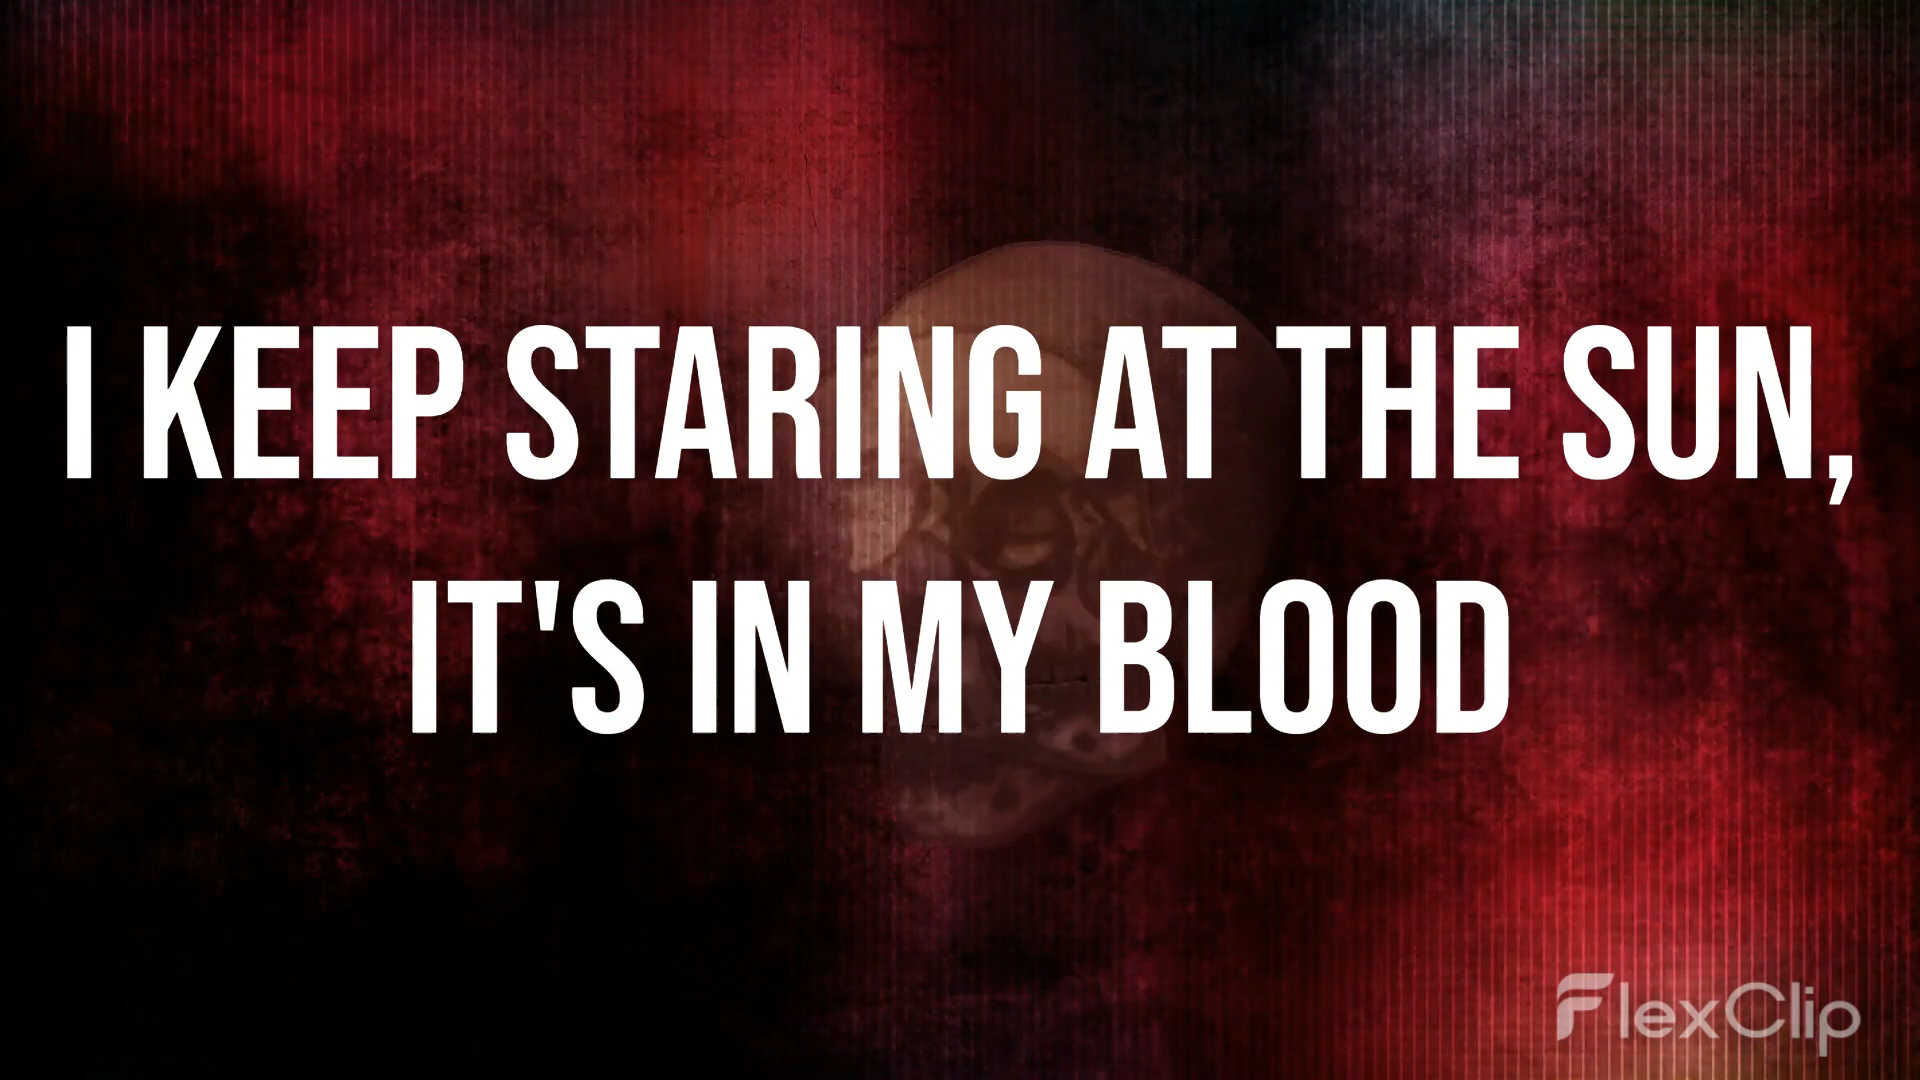 I KEEP STARING AT THE SUN,
IT'S IN MY BLOOD
FlexClip